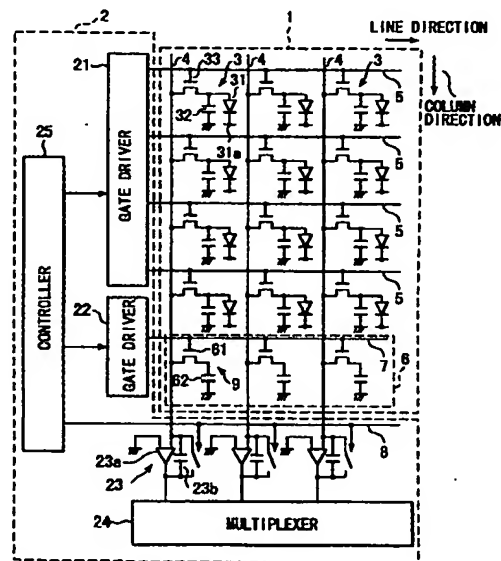 2
1
LINE DIRECTION
21
4 33 3 4 4 3
31
32
5
COLUMN DIRECTION
31a
25
5
GATE DRIVER
5
CONTROLLER
5
22
GATE DRIVER
61
7
6
62
9
8
23a
23
23b
24
MULTIPLEXER